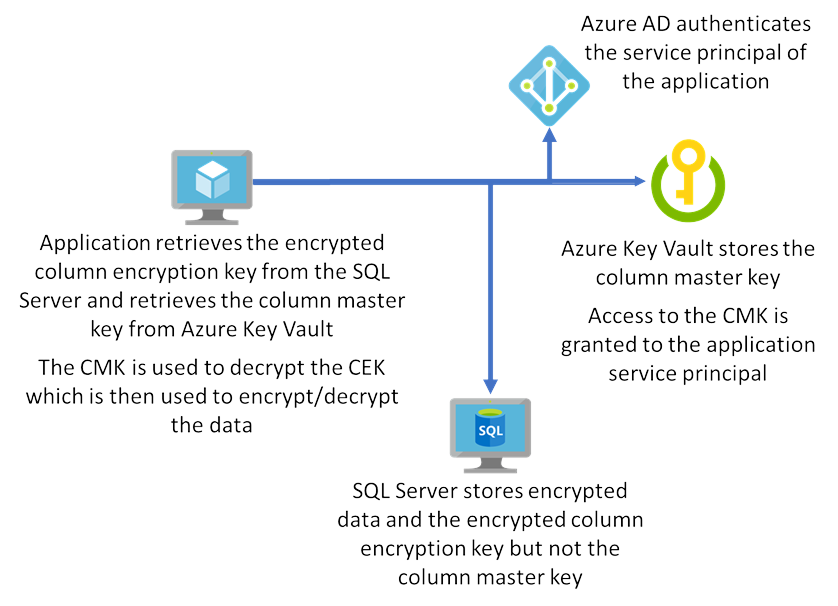 Azure AD authenticates
the service principal of
the application
Application retrieves the encrypted
column encryption key from the SQL
Server and retrieves the column master
key from Azure Key Vault
The CMK is used to decrypt the CEK
which is then used to encrypt/decrypt
the data
Azure Key Vault stores the
column master key
Access to the CMK is
granted to the application
service principal
SQL
SQL Server stores encrypted
data and the encrypted column
encryption key but not the
column master key